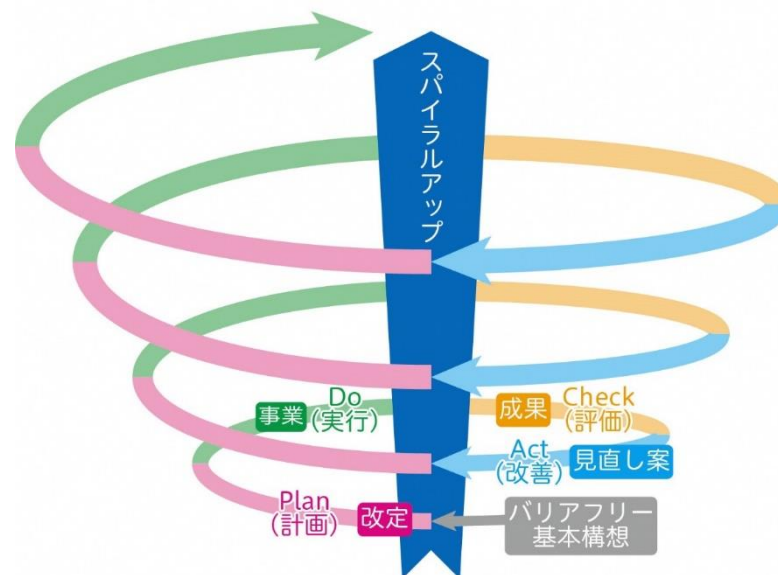 スパイラルアップ
事業
Do
(実行)
成果
Check
(評価)
Act
(改善)
見直し案
Plan
(計画)
改定
バリアフリー
基本構想